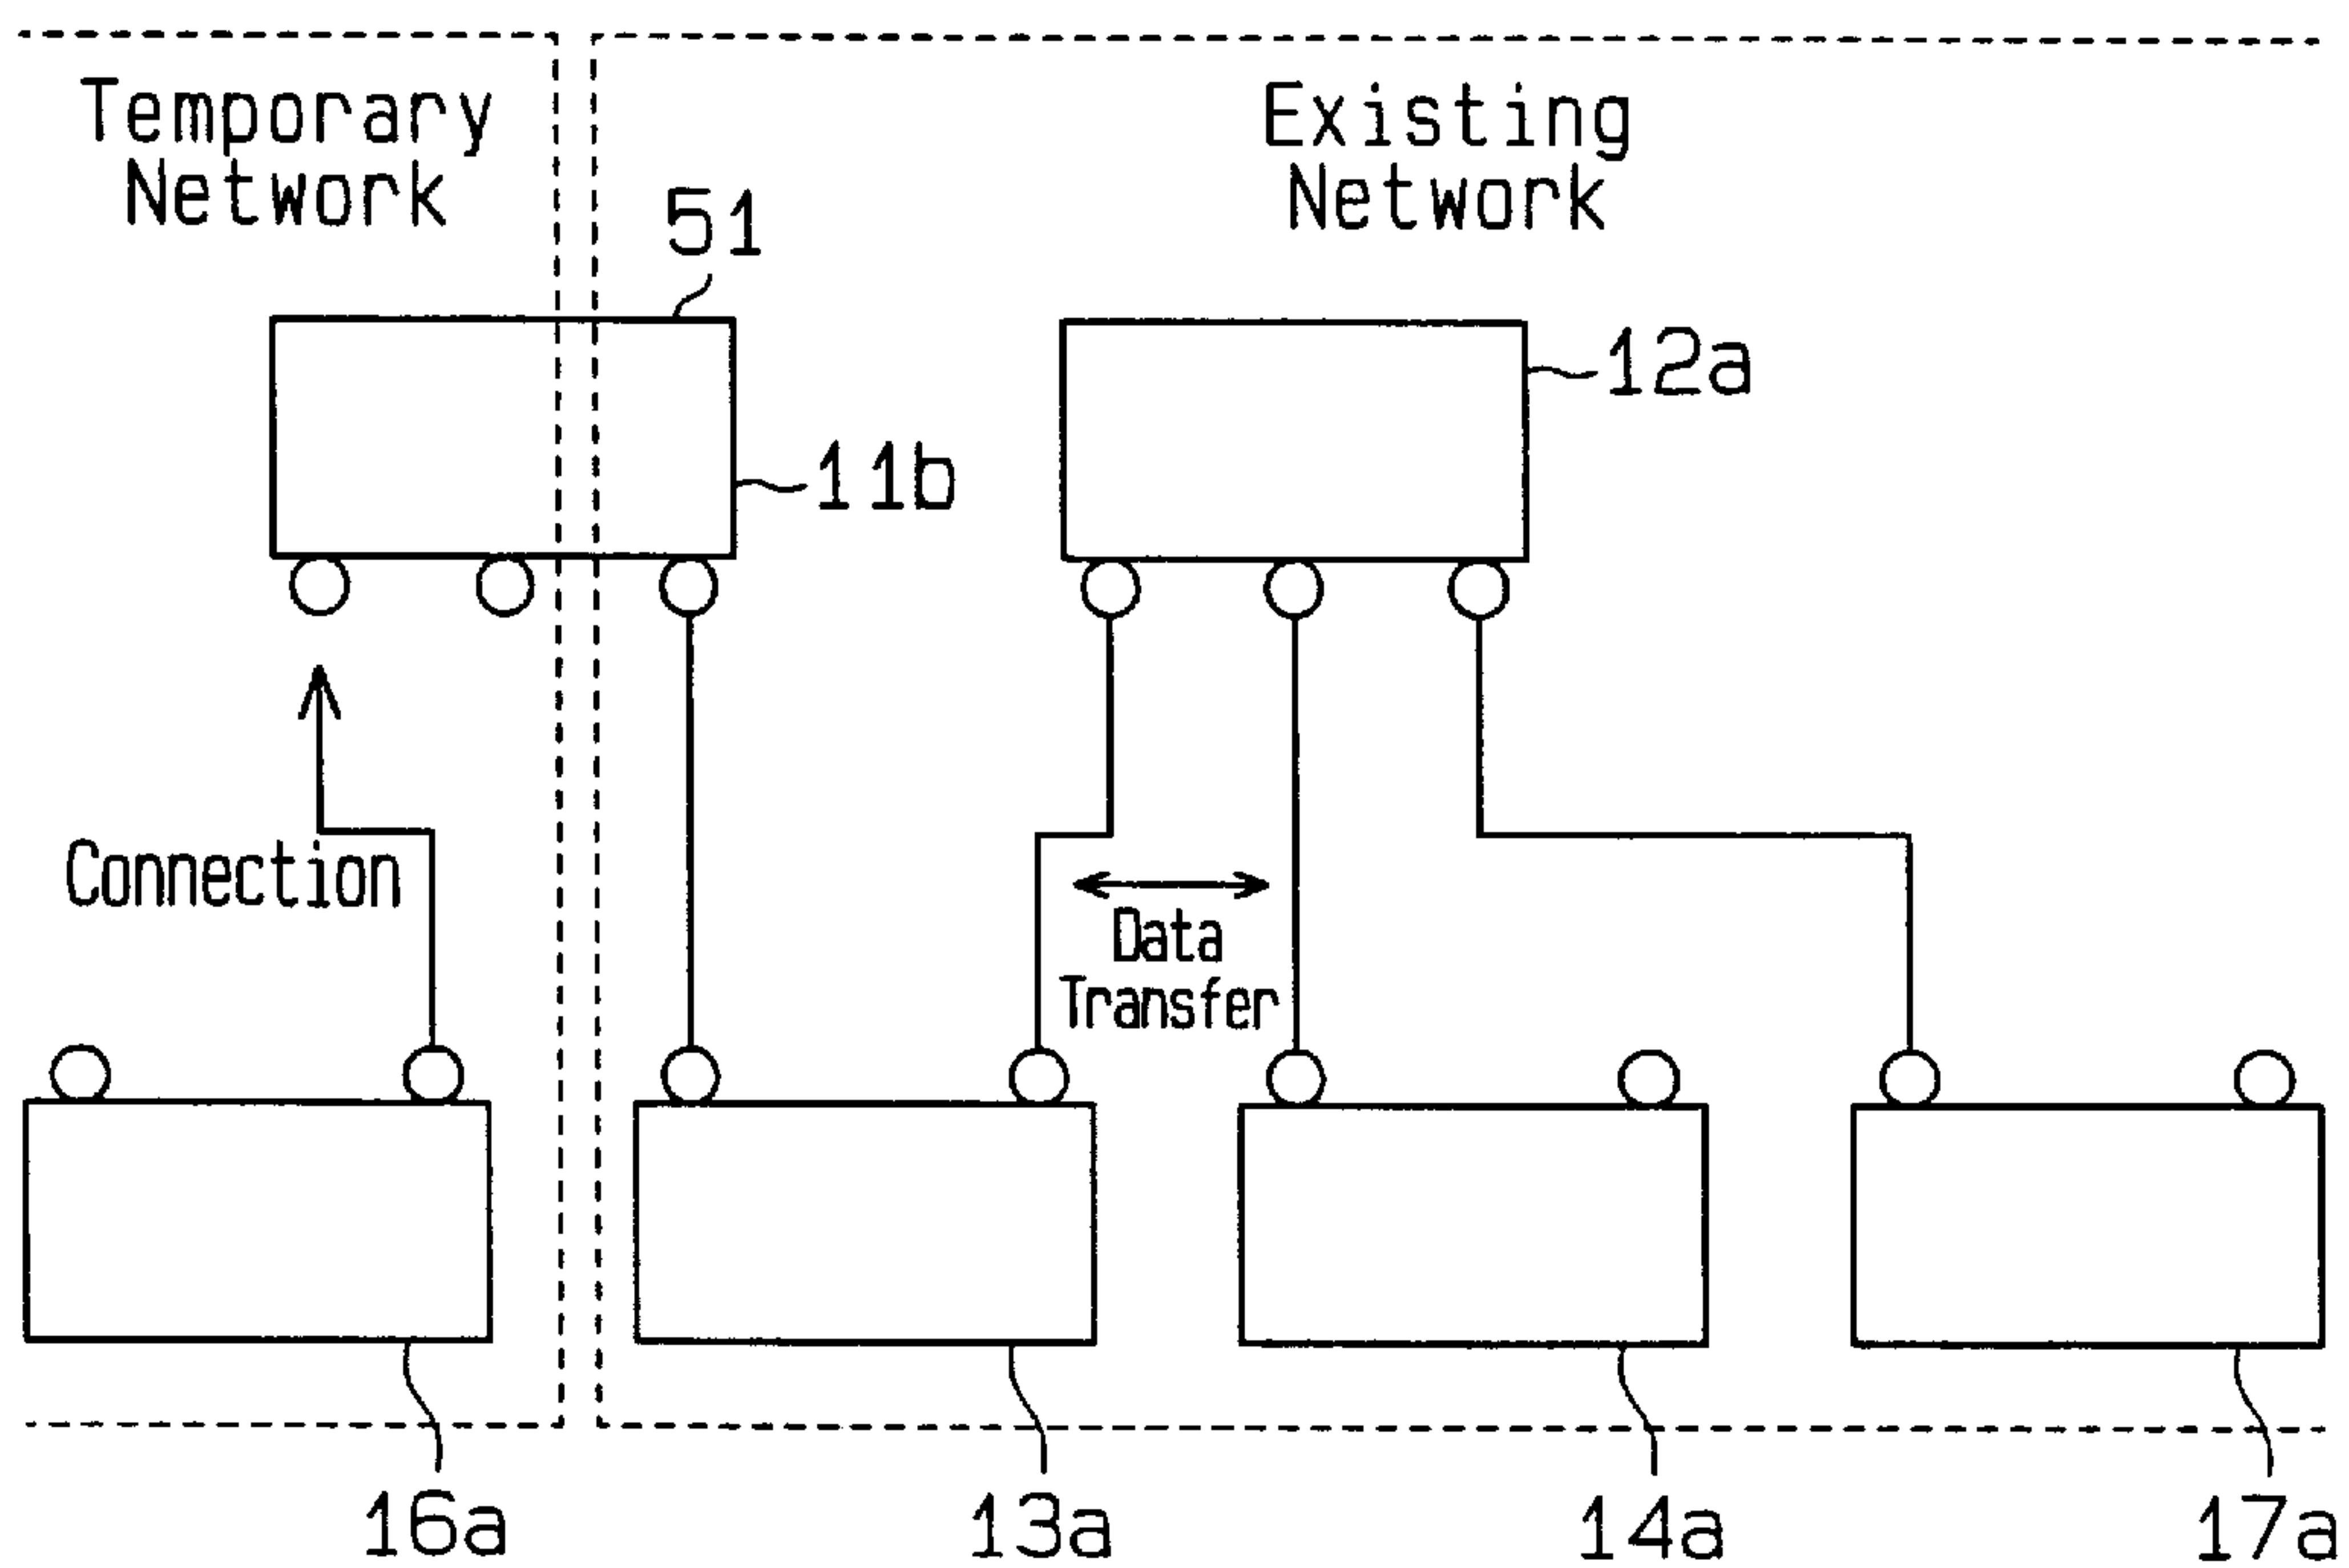 Temporary
Network
Existing
Network
51
12a
11b
Connection
Data
Transfer
16a
13a
14a
17a